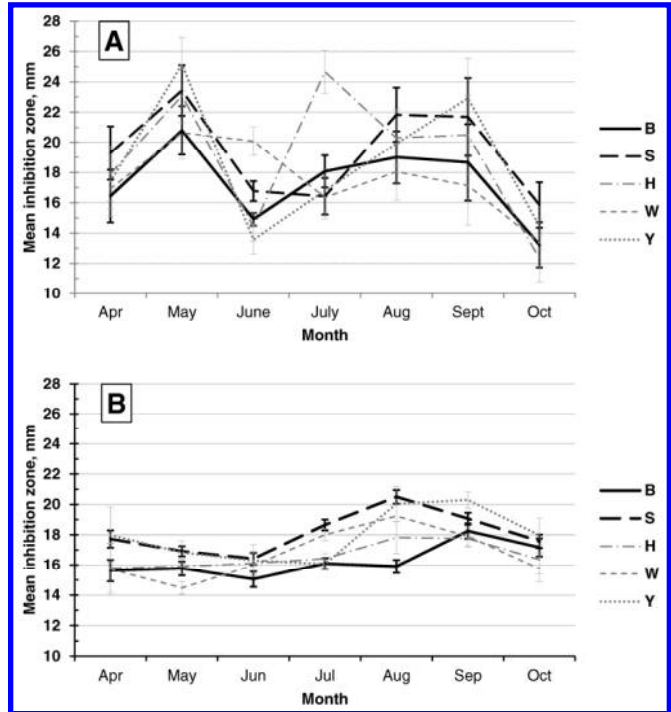 A
28
26
24
22
20
18
16
14
12
10
Mean inhibition zone, mm
Apr May June July Aug Sept Oct
Month
B
S
H
W
Y
B
28
26
24
22
20
18
16
14
12
10
Mean inhibition zone, mm
Apr May Jun Jul Aug Sep Oct
Month
B
S
H
W
Y